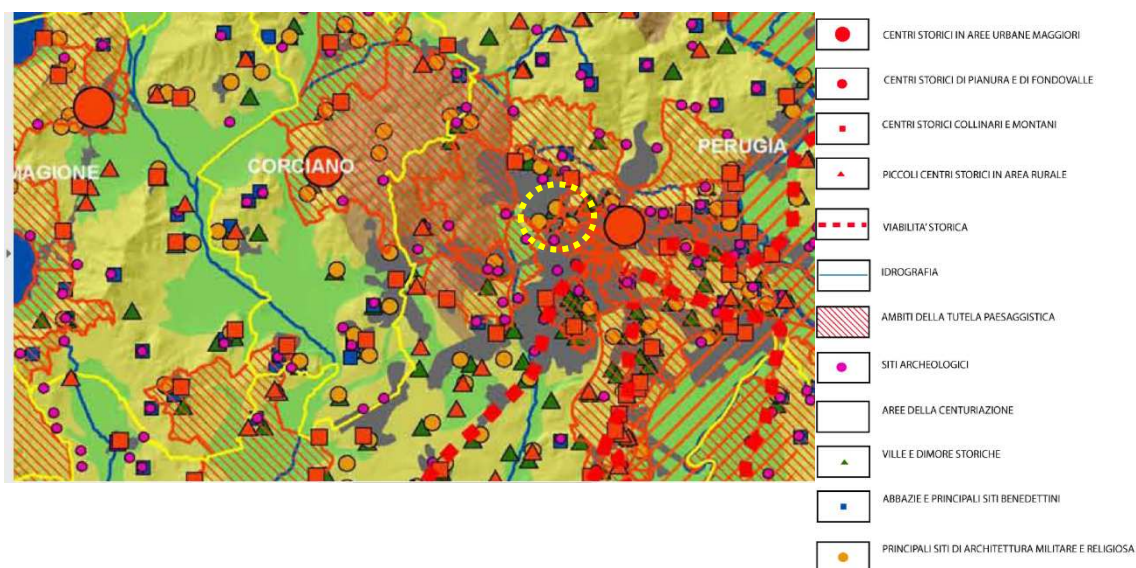 MAGIONE
CORCIANO
PERUGIA
CENTRI STORICI IN AREE URBANE MAGGIORI
CENTRI STORICI DI PIANURA E DI FONDOVALLE
CENTRI STORICI COLLINARI E MONTANI
PICCOLI CENTRI STORICI IN AREA RURALE
VIABILITA' STORICA
IDROGRAFIA
AMBITI DELLA TUTELA PAESAGGISTICA
SITI ARCHEOLOGICI
AREE DELLA CENTURIAZIONE
VILLE E DIMORE STORICHE
ABBAZIE E PRINCIPALI SITI BENEDETTINI
PRINCIPALI SITI DI ARCHITETTURA MILITARE E RELIGIOSA